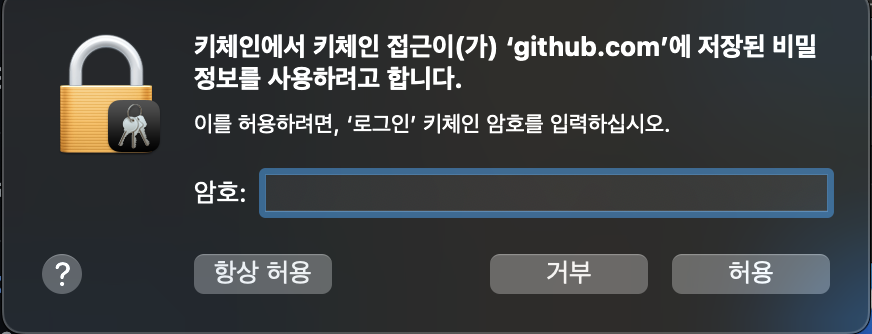 키체인에서 키체인 접근이(가) ‘github.com’에 저장된 비밀
정보를 사용하려고 합니다.
이를 허용하려면, ‘로그인’ 키체인 암호를 입력하십시오.
암호:
?
항상 허용
거부
허용